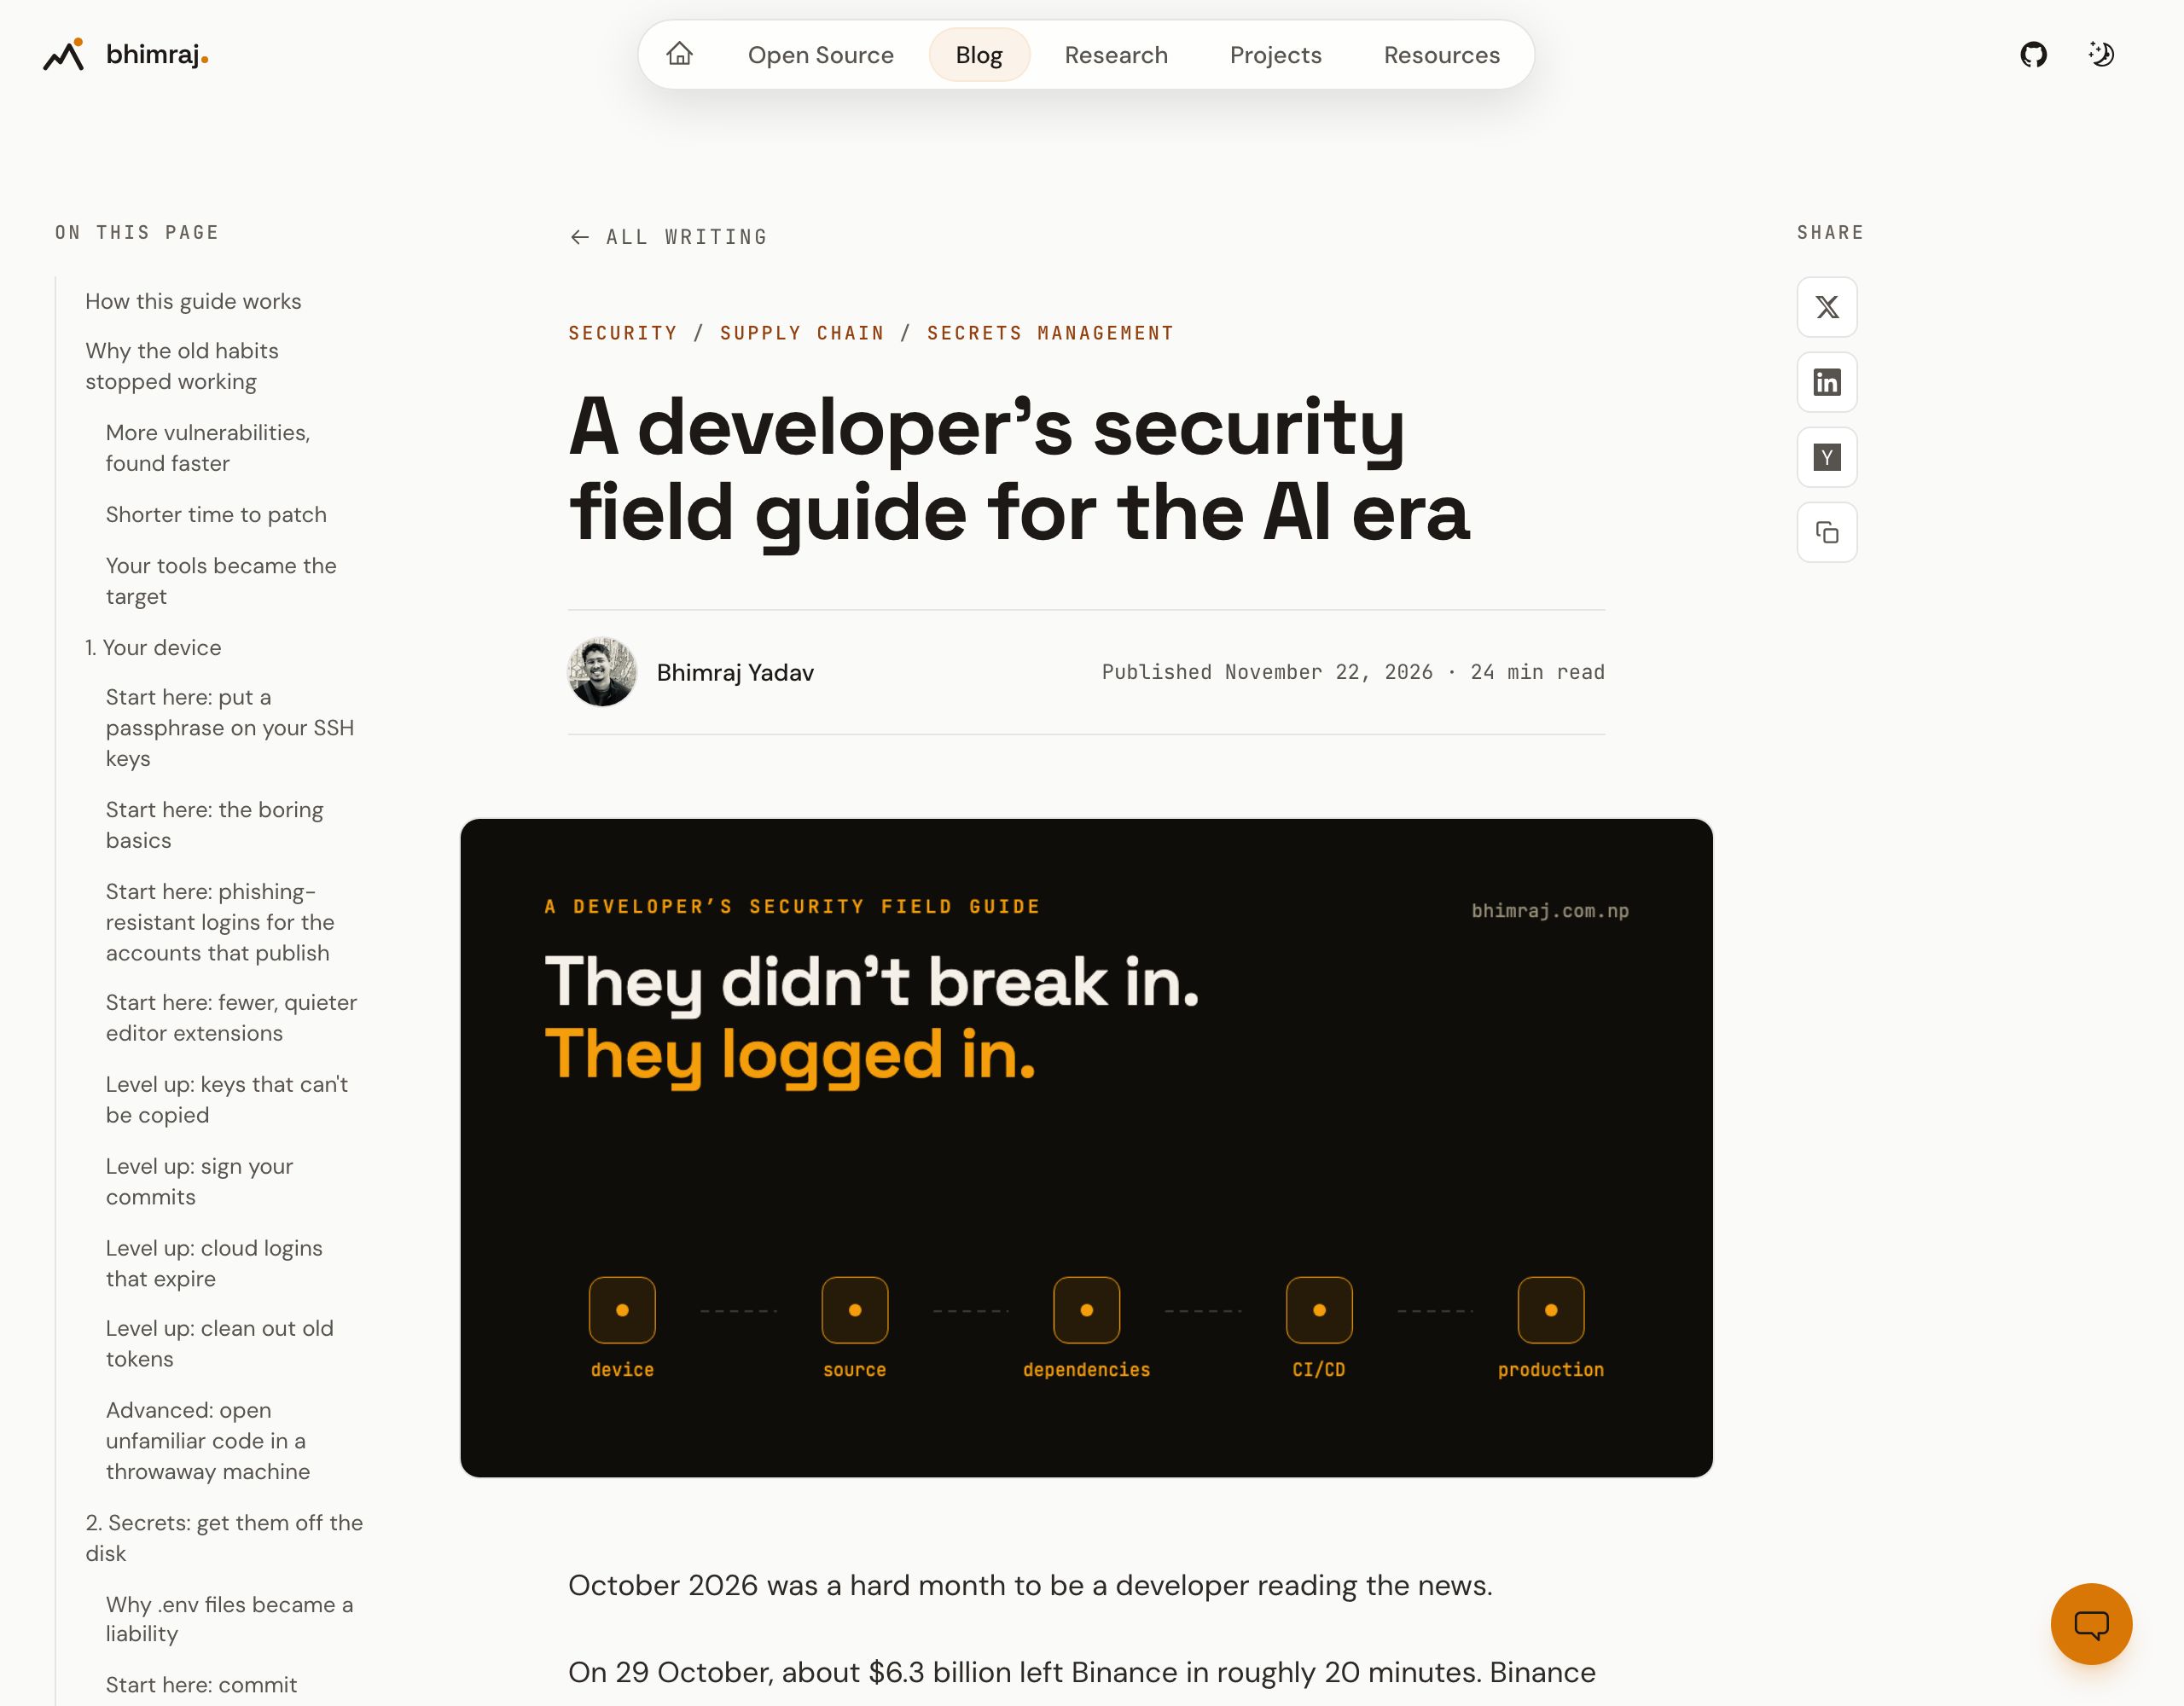 bhimraj.
Open Source
Blog
Research
Projects
Resources
ON THIS PAGE
How this guide works
Why the old habits
stopped working
More vulnerabilities,
found faster
Shorter time to patch
Your tools became the
target
1. Your device
Start here: put a
passphrase on your SSH
keys
Start here: the boring
basics
Start here: phishing-
resistant logins for the
accounts that publish
Start here: fewer, quieter
editor extensions
Level up: keys that can't
be copied
Level up: sign your
commits
Level up: cloud logins
that expire
Level up: clean out old
tokens
Advanced: open
unfamiliar code in a
throwaway machine
2. Secrets: get them off the
disk
Why .env files became a
liability
Start here: commit
← ALL WRITING
SECURITY / SUPPLY CHAIN / SECRETS MANAGEMENT
A developer’s security
field guide for the AI era
Bhimraj Yadav
Published November 22, 2026 · 24 min read
A DEVELOPER’S SECURITY FIELD GUIDE
bhimraj.com.np
They didn’t break in.
They logged in.
device
source
dependencies
CI/CD
production
October 2026 was a hard month to be a developer reading the news.
On 29 October, about $6.3 billion left Binance in roughly 20 minutes. Binance
SHARE
X
in
Y